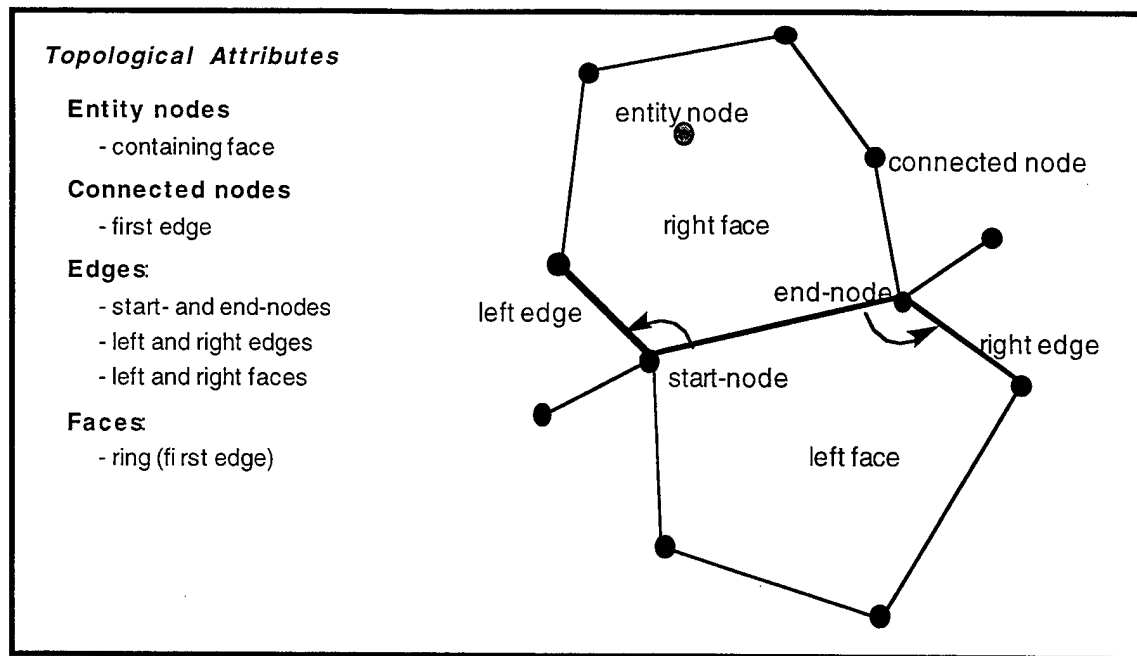 Topological Attributes
Entity nodes
- containing face
Connected nodes
- first edge
Edges:
- start- and end-nodes
- left and right edges
- left and right faces
Faces:
- ring (first edge)
entity node
connected node
right face
end-node
left edge
right edge
start-node
left face